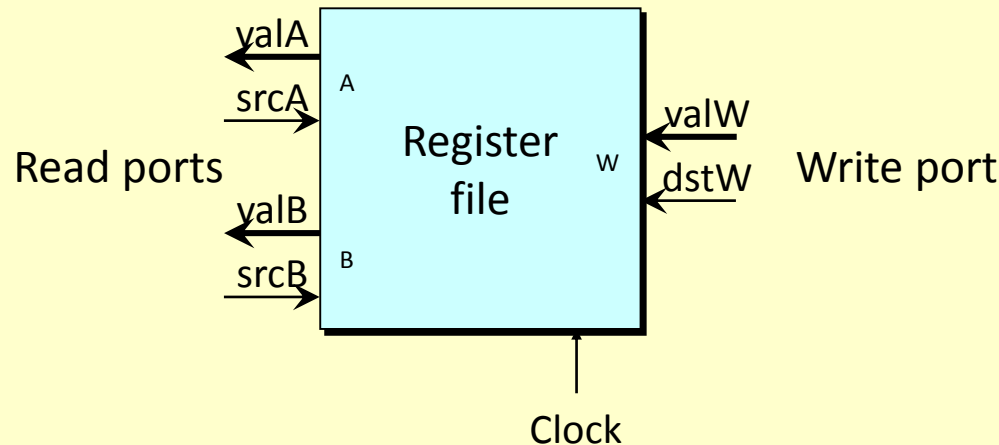 valA
A
srcA
Read ports
valB
B
srcB
Register
file
W
valW
dstW
Write port
Clock